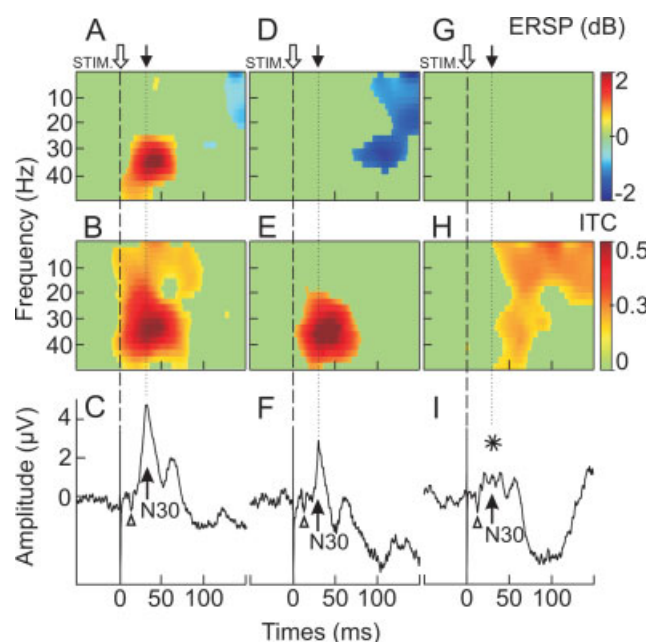 A D G ERSP (dB)
STIM. STIM. STIM.
10 20 30 40
2 0 -2
Frequency (Hz)
B E H ITC
10 20 30 40
0.5 0.3 0
C F I
Amplitude (µV)
4 2 0
*
N30 N30 N30
0 50 100 0 50 100 0 50 100
Times (ms)